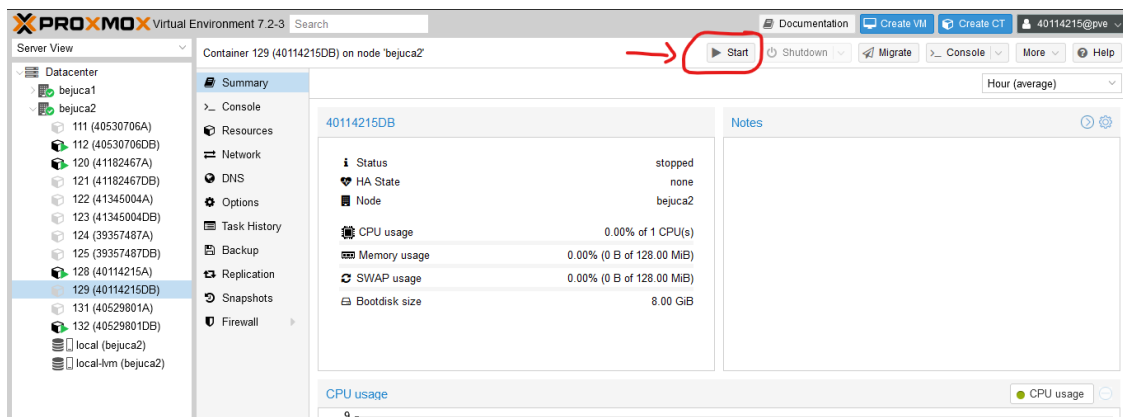 PROXMOX Virtual Environment 7.2-3 Search Documentation Create VM Create CT 40114215@pve
Server View
Container 129 (40114215DB) on node 'bejuca2' Start Shutdown Migrate >_ Console More Help
Datacenter
bejuca1
bejuca2
111 (40530706A)
112 (40530706DB)
120 (41182467A)
121 (41182467DB)
122 (41345004A)
123 (41345004DB)
124 (39357487A)
125 (39357487DB)
128 (40114215A)
129 (40114215DB)
131 (40529801A)
132 (40529801DB)
local (bejuca2)
local-lvm (bejuca2)
Summary
>_ Console
Resources
Network
DNS
Options
Task History
Backup
Replication
Snapshots
Firewall
Hour (average)
40114215DB
Status stopped
HA State none
Node bejuca2
CPU usage 0.00% of 1 CPU(s)
Memory usage 0.00% (0 B of 128.00 MiB)
SWAP usage 0.00% (0 B of 128.00 MiB)
Bootdisk size 8.00 GiB
Notes
CPU usage CPU usage